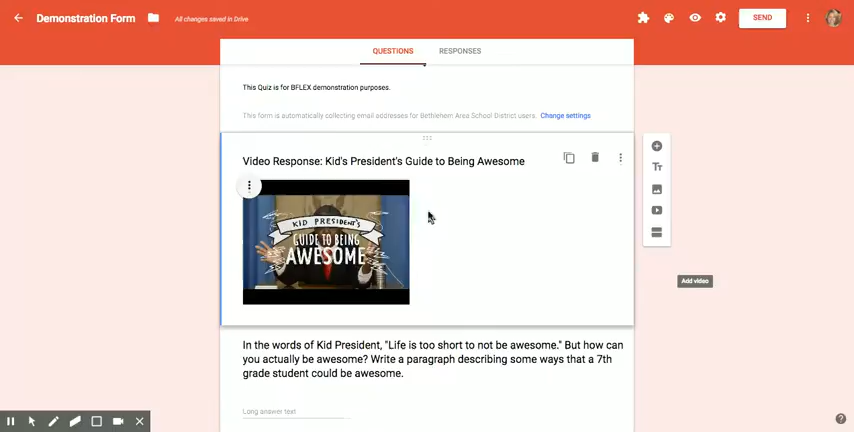 Demonstration Form
All changes saved in Drive
SEND
QUESTIONS
RESPONSES
This Quiz is for BFLEX demonstration purposes.
This form is automatically collecting email addresses for Bethlehem Area School District users. Change settings
Video Response: Kid's President's Guide to Being Awesome
KID PRESIDENT'S
GUIDE TO BEING
AWESOME
Tт
Add video
In the words of Kid President, "Life is too short to not be awesome." But how can
you actually be awesome? Write a paragraph describing some ways that a 7th
grade student could be awesome.
Long answer text